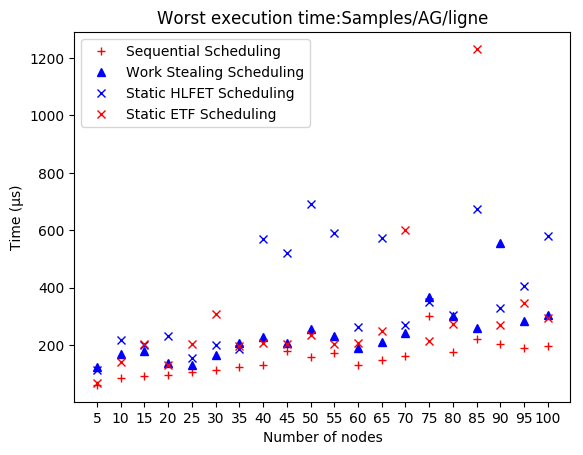 Worst execution time:Samples/AG/ligne
Sequential Scheduling
Work Stealing Scheduling
Static HLFET Scheduling
Static ETF Scheduling
1200
1000
800
600
400
200
Time (µs)
5 10 15 20 25 30 35 40 45 50 55 60 65 70 75 80 85 90 95 100
Number of nodes